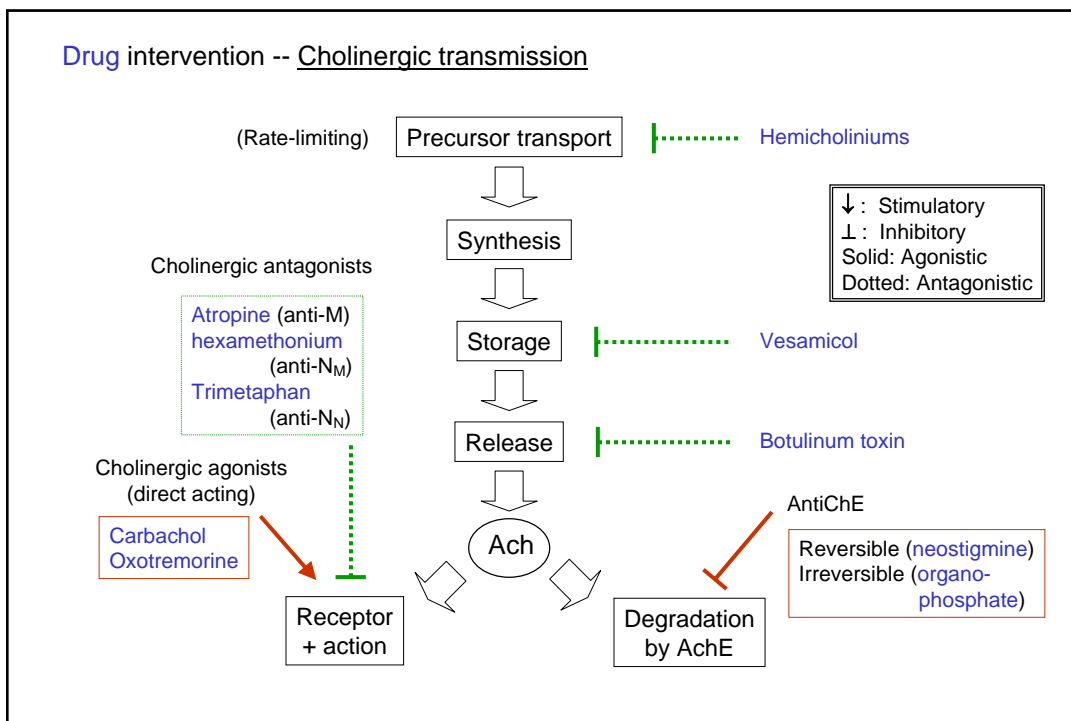 Drug intervention -- Cholinergic transmission
(Rate-limiting)
Precursor transport
Hemicholiniums
↓ : Stimulatory
⊥ : Inhibitory
Solid: Agonistic
Dotted: Antagonistic
Synthesis
Cholinergic antagonists
Atropine (anti-M)
hexamethonium
(anti-N_M)
Trimetaphan
(anti-N_N)
Storage
Vesamicol
Release
Botulinum toxin
Cholinergic agonists
(direct acting)
Carbachol
Oxotremorine
Ach
AntiChE
Reversible (neostigmine)
Irreversible (organo-
phosphate)
Receptor
+ action
Degradation
by AchE